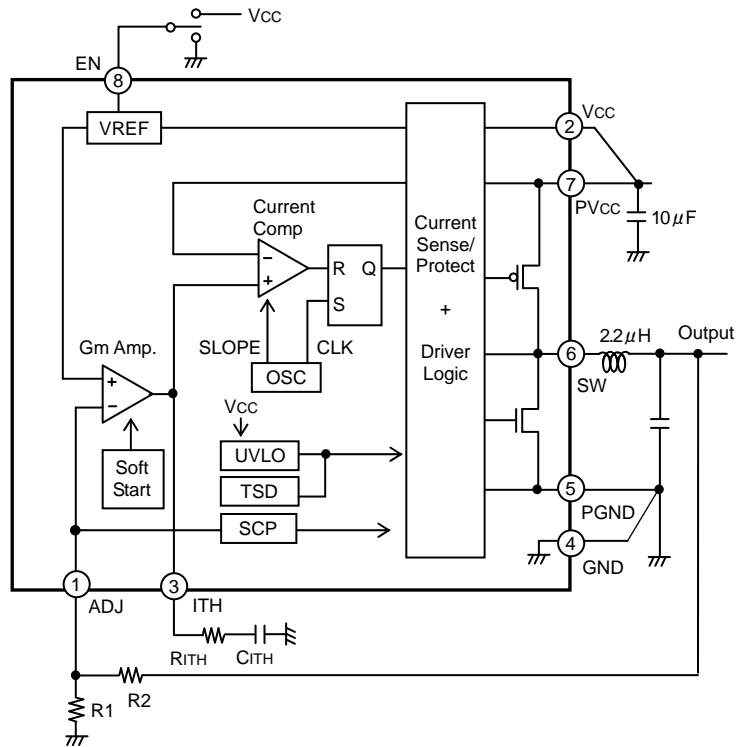 VCC
EN
8
VREF
VCC
2
7
PVCC
10μF
Current
Comp
−
+
R
Q
S
Current
Sense/
Protect
+
Driver
Logic
SLOPE
CLK
OSC
Gm Amp.
+
−
2.2μH
Output
6
SW
VCC
UVLO
TSD
SCP
Soft
Start
5
PGND
4
GND
1
ADJ
3
ITH
RITH
CITH
R2
R1